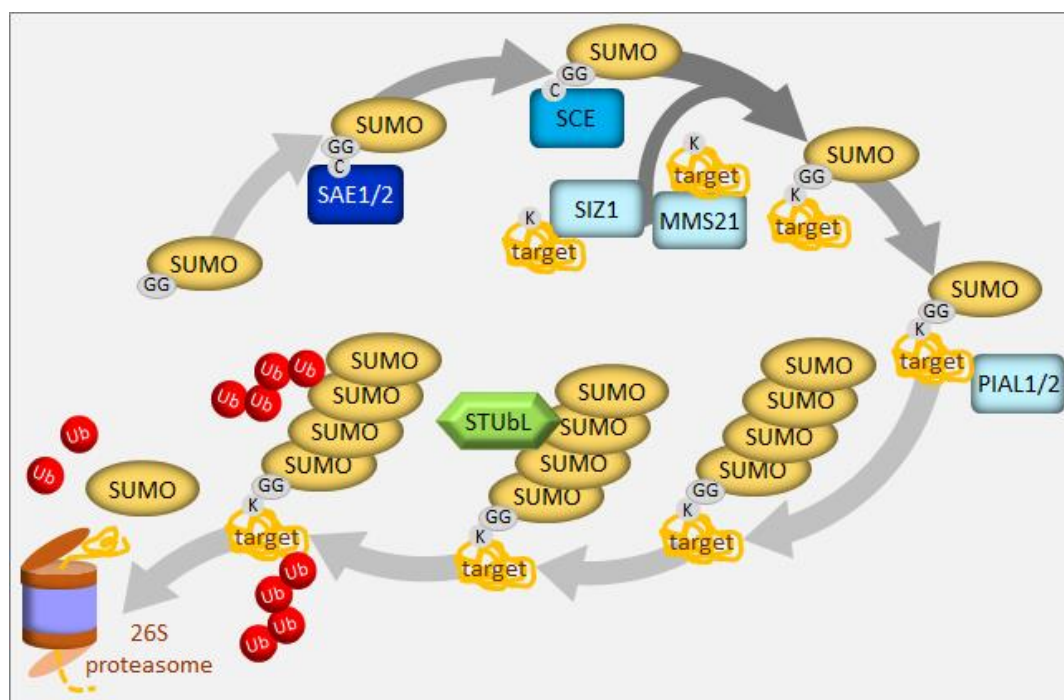 SUMO
GG
SUMO
GG
C
SAE1/2
SUMO
GG
C
SCE
K
target
SIZ1
MMS21
K
target
SUMO
GG
K
target
SUMO
GG
K
target
PIAL1/2
SUMO
SUMO
SUMO
SUMO
GG
K
target
STUbL
SUMO
SUMO
SUMO
SUMO
GG
K
target
Ub
Ub
Ub
Ub
SUMO
SUMO
SUMO
SUMO
GG
K
target
Ub
Ub
Ub
Ub
Ub
Ub
SUMO
26S
proteasome